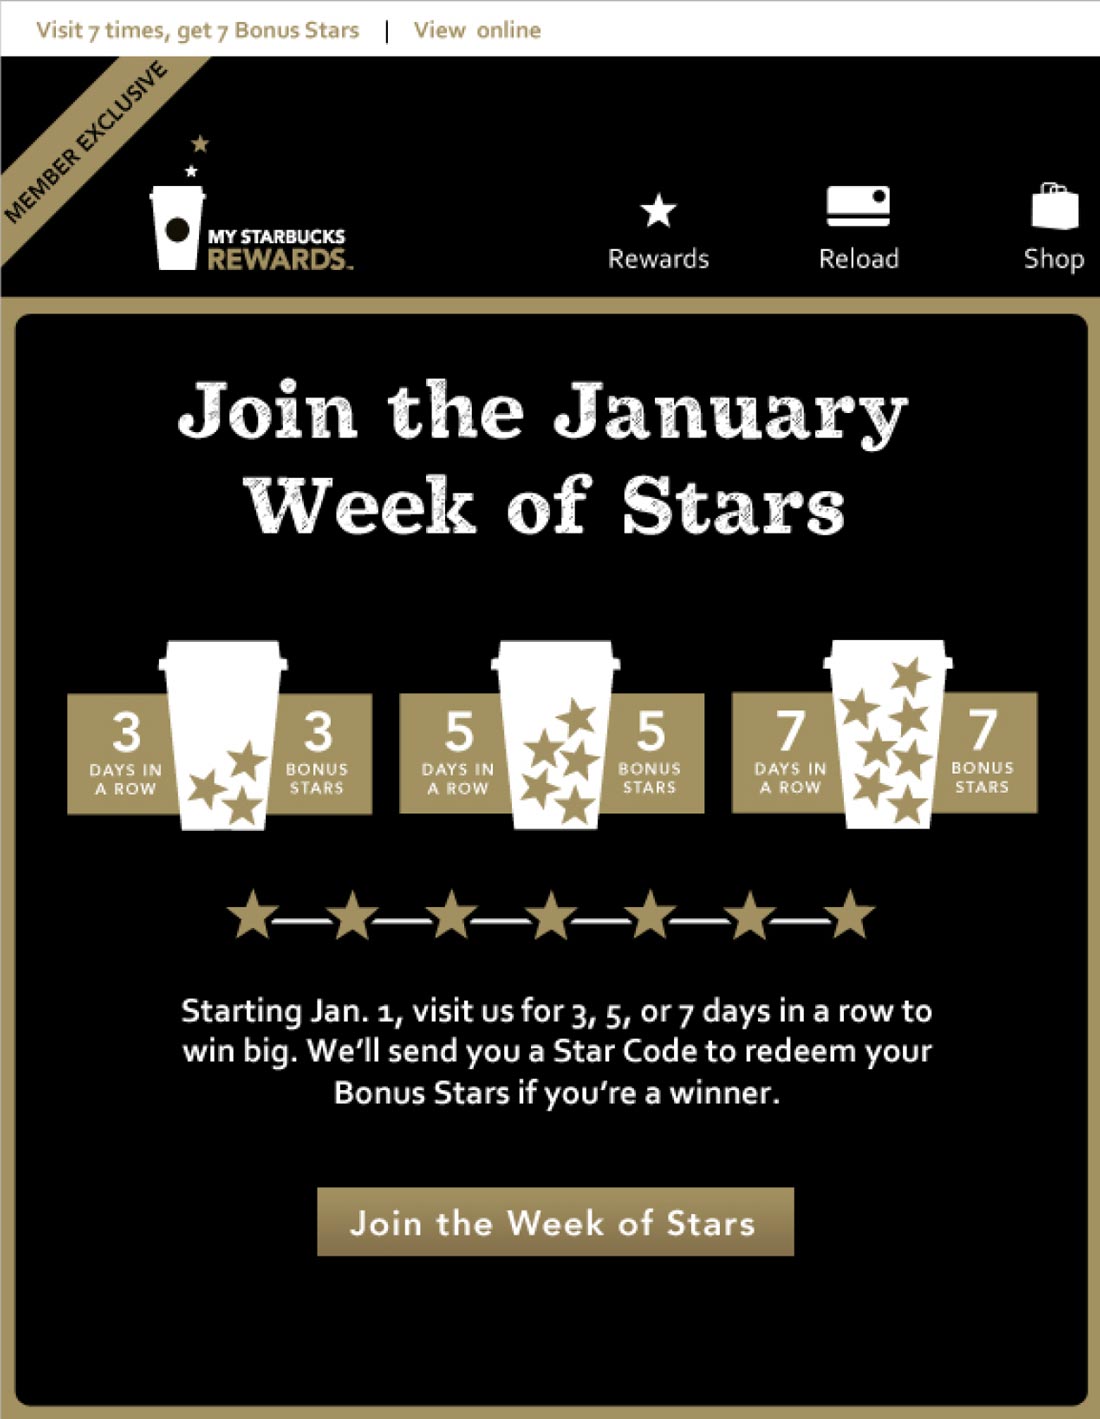 Visit 7 times, get 7 Bonus Stars | View online
MEMBER EXCLUSIVE
MY STARBUCKS
REWARDS™
Rewards
Reload
Shop
Join the January
Week of Stars
3
DAYS IN
A ROW
3
BONUS
STARS
5
DAYS IN
A ROW
5
BONUS
STARS
7
DAYS IN
A ROW
7
BONUS
STARS
Starting Jan. 1, visit us for 3, 5, or 7 days in a row to
win big. We’ll send you a Star Code to redeem your
Bonus Stars if you’re a winner.
Join the Week of Stars